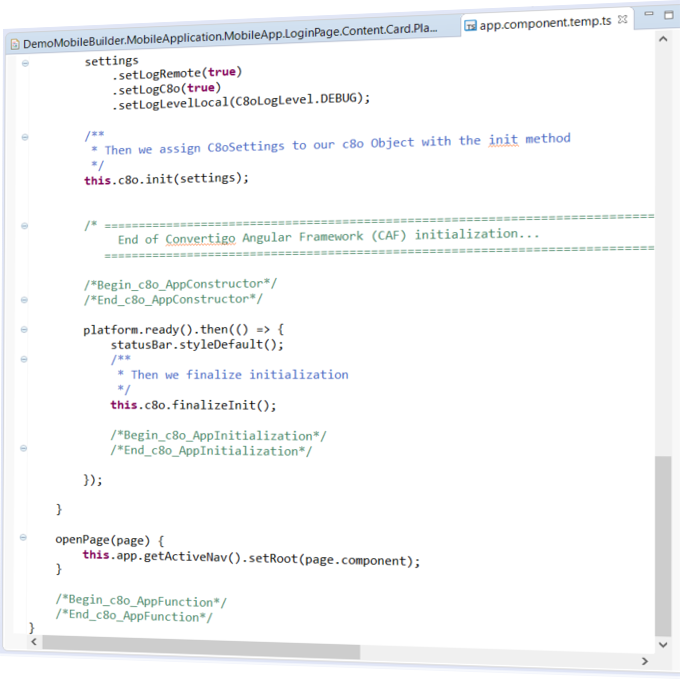 DemoMobileBuilder.MobileApplication.MobileApp.LoginPage.Content.Card.Pla... app.component.temp.ts
settings
.setLogRemote(true)
.setLogC8o(true)
.setLogLevelLocal(C8oLogLevel.DEBUG);
/**
* Then we assign C8oSettings to our c8o Object with the init method
*/
this.c8o.init(settings);
/* ================================================================================
End of Convertigo Angular Framework (CAF) initialization...
================================================================================
/*Begin_c8o_AppConstructor*/
/*End_c8o_AppConstructor*/
platform.ready().then(() => {
statusBar.styleDefault();
/**
* Then we finalize initialization
*/
this.c8o.finalizeInit();
/*Begin_c8o_AppInitialization*/
/*End_c8o_AppInitialization*/
});
}
openPage(page) {
this.app.getActiveNav().setRoot(page.component);
}
/*Begin_c8o_AppFunction*/
/*End_c8o_AppFunction*/
}